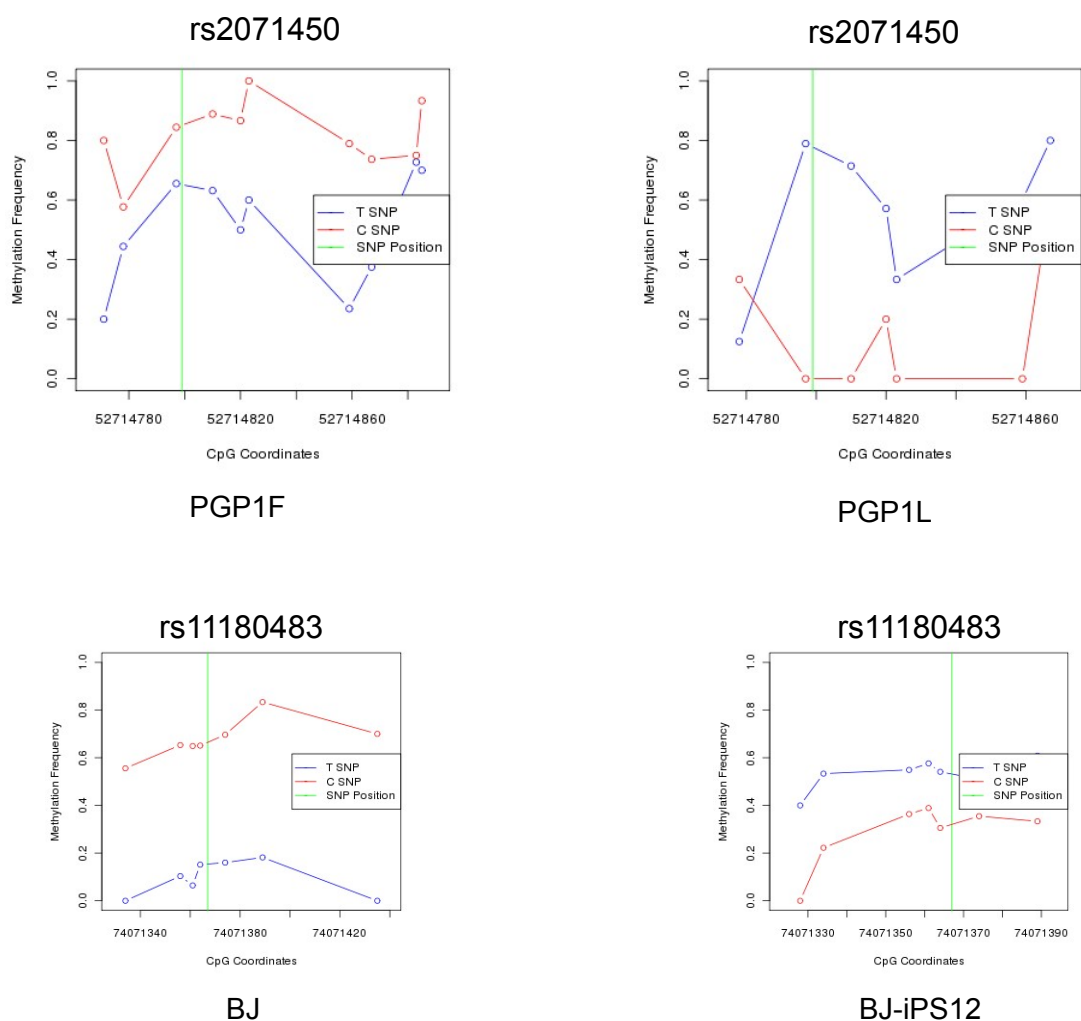 rs2071450
rs2071450
1.0
0.8
0.6
0.4
0.2
0.0
Methylation Frequency
T SNP
C SNP
SNP Position
52714780 52714820 52714860
CpG Coordinates
PGP1F
1.0
0.8
0.6
0.4
0.2
0.0
Methylation Frequency
T SNP
C SNP
SNP Position
52714780 52714820 52714860
CpG Coordinates
PGP1L
rs11180483
rs11180483
1.0
0.8
0.6
0.4
0.2
0.0
Methylation Frequency
T SNP
C SNP
SNP Position
74071340 74071380 74071420
CpG Coordinates
BJ
1.0
0.8
0.6
0.4
0.2
0.0
Methylation Frequency
T SNP
C SNP
SNP Position
74071330 74071350 74071370 74071390
CpG Coordinates
BJ-iPS12